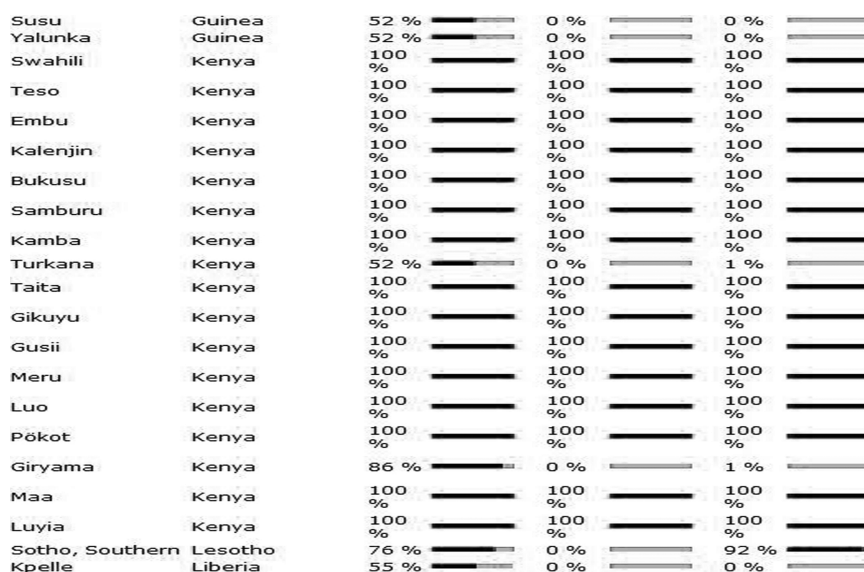 Susu Guinea 52 % 0 % 0 %
Yalunka Guinea 52 % 0 % 0 %
Swahili Kenya 100 % 100 % 100 %
Teso Kenya 100 % 100 % 100 %
Embu Kenya 100 % 100 % 100 %
Kalenjin Kenya 100 % 100 % 100 %
Bukusu Kenya 100 % 100 % 100 %
Samburu Kenya 100 % 100 % 100 %
Kamba Kenya 100 % 100 % 100 %
Turkana Kenya 52 % 0 % 1 %
Taita Kenya 100 % 100 % 100 %
Gikuyu Kenya 100 % 100 % 100 %
Gusii Kenya 100 % 100 % 100 %
Meru Kenya 100 % 100 % 100 %
Luo Kenya 100 % 100 % 100 %
Pökot Kenya 100 % 100 % 100 %
Giryama Kenya 86 % 0 % 1 %
Maa Kenya 100 % 100 % 100 %
Luyia Kenya 100 % 100 % 100 %
Sotho, Southern Lesotho 76 % 0 % 92 %
Kpelle Liberia 55 % 0 % 0 %